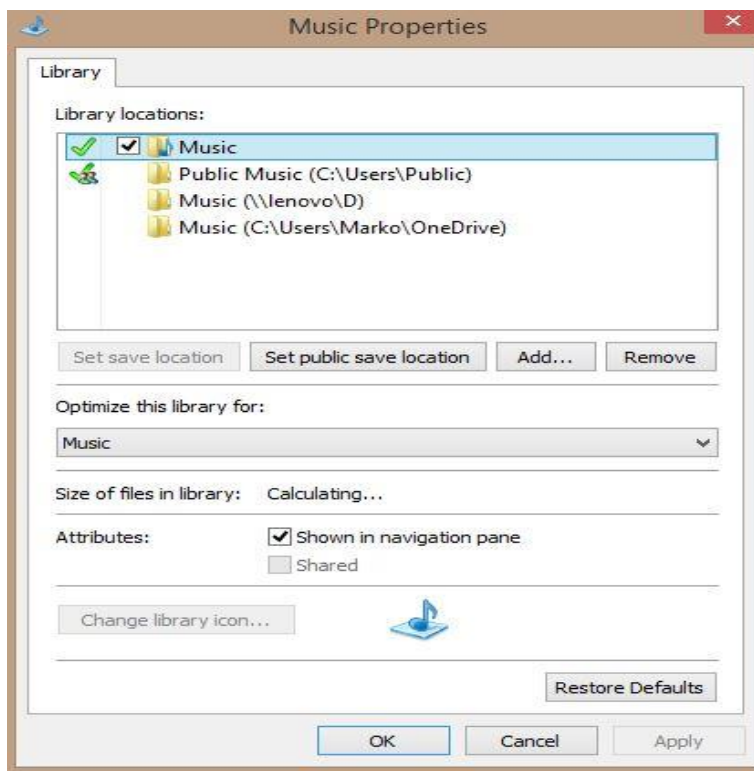 Music Properties
Library
Library locations:
Music
Public Music (C:\Users\Public)
Music (\\lenovo\D)
Music (C:\Users\Marko\OneDrive)
Set save location Set public save location Add... Remove
Optimize this library for:
Music
Size of files in library: Calculating...
Attributes: Shown in navigation pane
Shared
Change library icon...
Restore Defaults
OK Cancel Apply